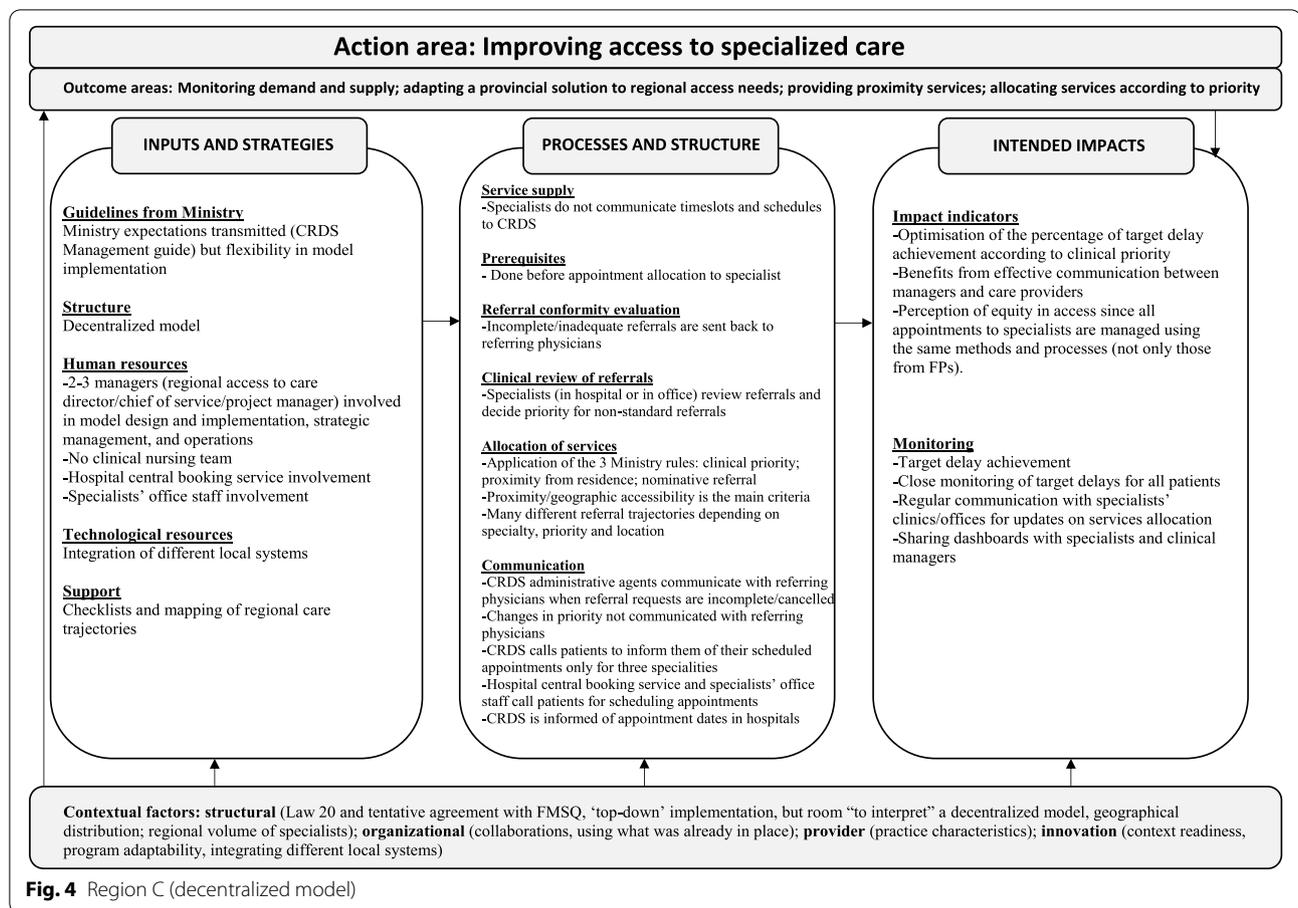 Action area: Improving access to specialized care
Outcome areas: Monitoring demand and supply; adapting a provincial solution to regional access needs; providing proximity services; allocating services according to priority
INPUTS AND STRATEGIES
Guidelines from Ministry
Ministry expectations transmitted (CRDS
Management guide) but flexibility in model
implementation
Structure
Decentralized model
Human resources
-2-3 managers (regional access to care
director/chief of service/project manager) involved
in model design and implementation, strategic
management, and operations
-No clinical nursing team
-Hospital central booking service involvement
-Specialists’ office staff involvement
Technological resources
Integration of different local systems
Support
Checklists and mapping of regional care
trajectories
PROCESSES AND STRUCTURE
Service supply
-Specialists do not communicate timeslots and schedules
to CRDS
Prerequisites
- Done before appointment allocation to specialist
Referral conformity evaluation
-Incomplete/inadequate referrals are sent back to
referring physicians
Clinical review of referrals
-Specialists (in hospital or in office) review referrals and
decide priority for non-standard referrals
Allocation of services
-Application of the 3 Ministry rules: clinical priority;
proximity from residence; nominative referral
-Proximity/geographic accessibility is the main criteria
-Many different referral trajectories depending on
specialty, priority and location
Communication
-CRDS administrative agents communicate with referring
physicians when referral requests are incomplete/cancelled
-Changes in priority not communicated with referring
physicians
-CRDS calls patients to inform them of their scheduled
appointments only for three specialities
-Hospital central booking service and specialists’ office
staff call patients for scheduling appointments
-CRDS is informed of appointment dates in hospitals
INTENDED IMPACTS
Impact indicators
-Optimisation of the percentage of target delay
achievement according to clinical priority
-Benefits from effective communication between
managers and care providers
-Perception of equity in access since all
appointments to specialists are managed using
the same methods and processes (not only those
from FPs).
Monitoring
-Target delay achievement
-Close monitoring of target delays for all patients
-Regular communication with specialists’
clinics/offices for updates on services allocation
-Sharing dashboards with specialists and clinical
managers
Contextual factors: structural (Law 20 and tentative agreement with FMSQ, ‘top-down’ implementation, but room “to interpret” a decentralized model, geographical
distribution; regional volume of specialists); organizational (collaborations, using what was already in place); provider (practice characteristics); innovation (context readiness,
program adaptability, integrating different local systems)
Fig. 4 Region C (decentralized model)